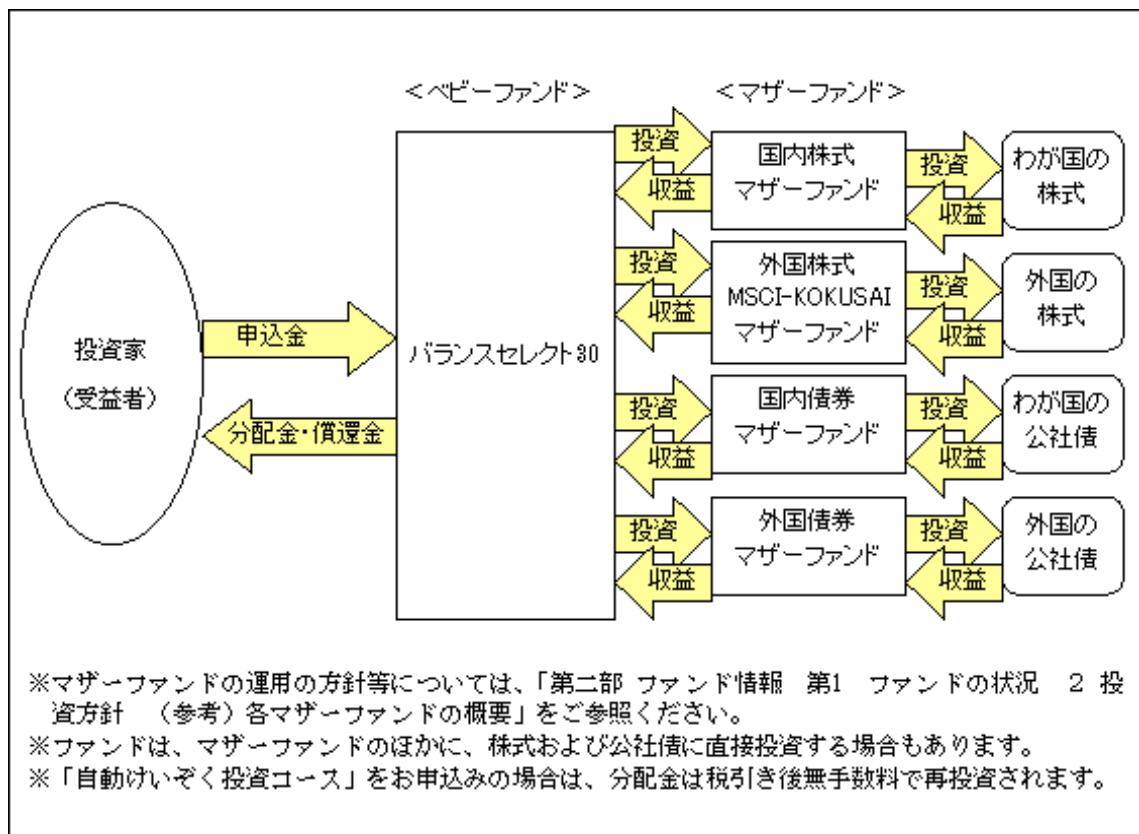 <ベビーファンド>
<マザーファンド>
投資家
(受益者)
申込金
分配金・償還金
バランスセレクト30
投資
収益
国内株式
マザーファンド
投資
収益
わが国の
株式
投資
収益
外国株式
MSCI-KOKUSAI
マザーファンド
投資
収益
外国の
株式
投資
収益
国内債券
マザーファンド
投資
収益
わが国の
公社債
投資
収益
外国債券
マザーファンド
投資
収益
外国の
公社債
※マザーファンドの運用の方針等については、「第二部 ファンド情報 第1 ファンドの状況 2 投
資方針 (参考)各マザーファンドの概要」をご参照ください。
※ファンドは、マザーファンドのほかに、株式および公社債に直接投資する場合もあります。
※「自動けいぞく投資コース」をお申込みの場合は、分配金は税引き後無手数料で再投資されます。